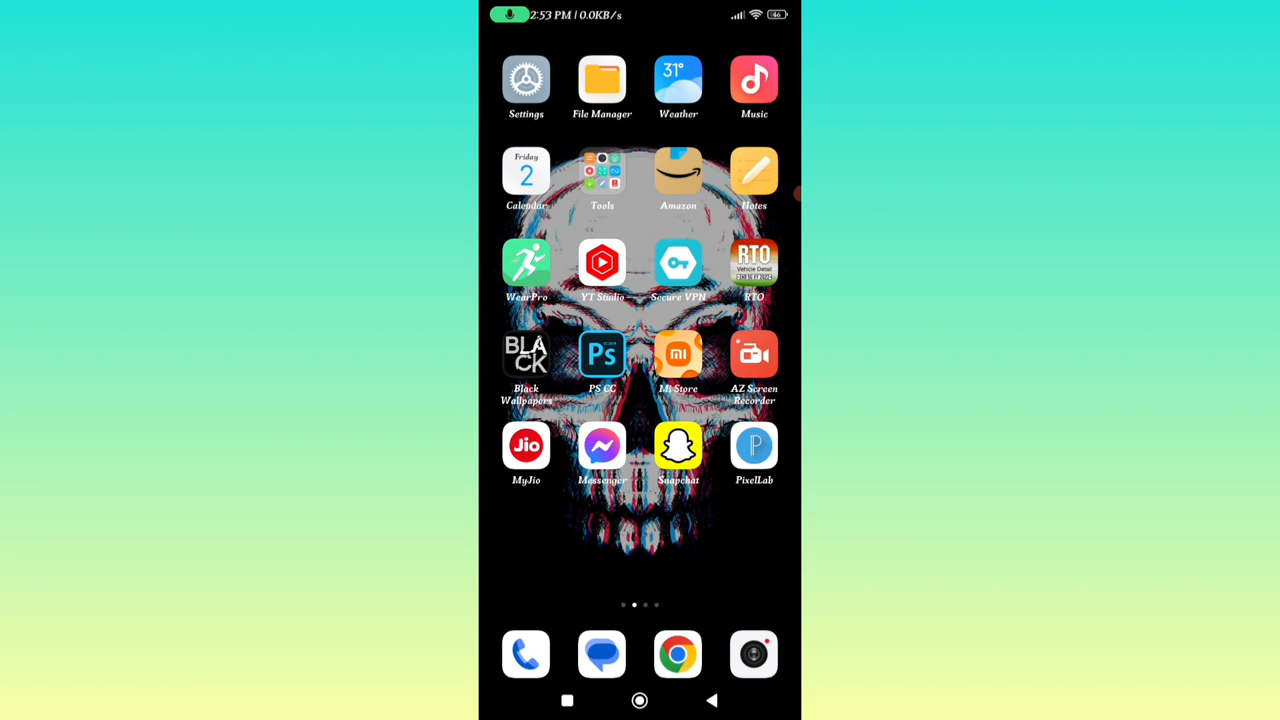 2:53 PM | 0.0KB/s
46
31°
Settings
File Manager
Weather
Music
Friday
2
Calendar
Tools
Amazon
Notes
RTO
Vehicle Detail
WearPro
YT Studio
Secure VPN
RTO
BLACK
Ps
mi
Black
Wallpapers
PS CC
Mi Store
AZ Screen
Recorder
Jio
P
MyJio
Messenger
Snapchat
PixelLab